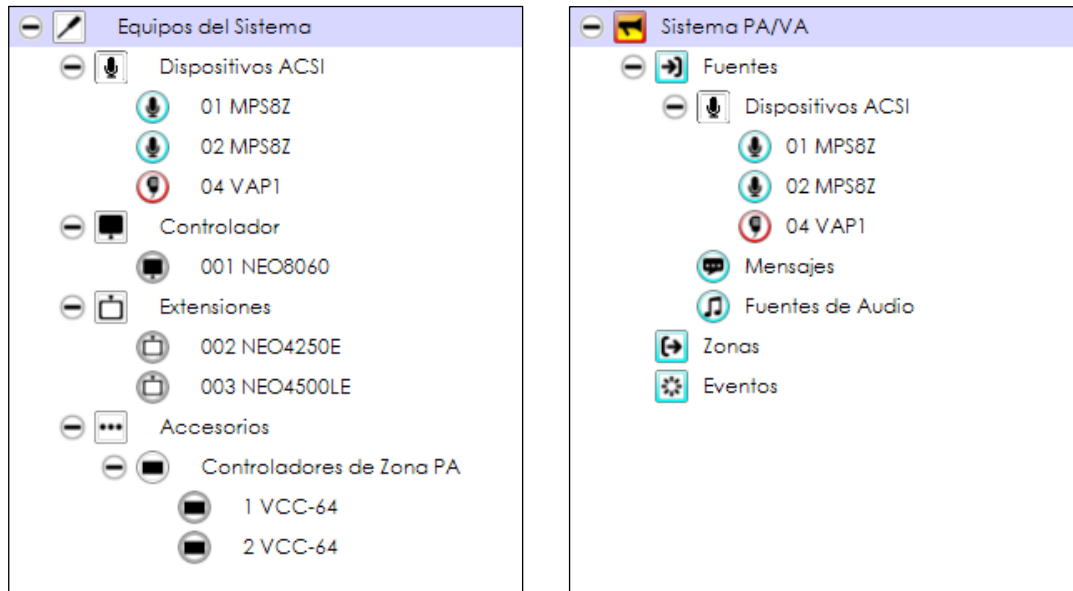 Equipos del Sistema
Dispositivos ACSI
01 MPS8Z
02 MPS8Z
04 VAP1
Controlador
001 NEO8060
Extensiones
002 NEO4250E
003 NEO4500LE
Accesorios
Controladores de Zona PA
1 VCC-64
2 VCC-64
Sistema PA/VA
Fuentes
Dispositivos ACSI
01 MPS8Z
02 MPS8Z
04 VAP1
Mensajes
Fuentes de Audio
Zonas
Eventos